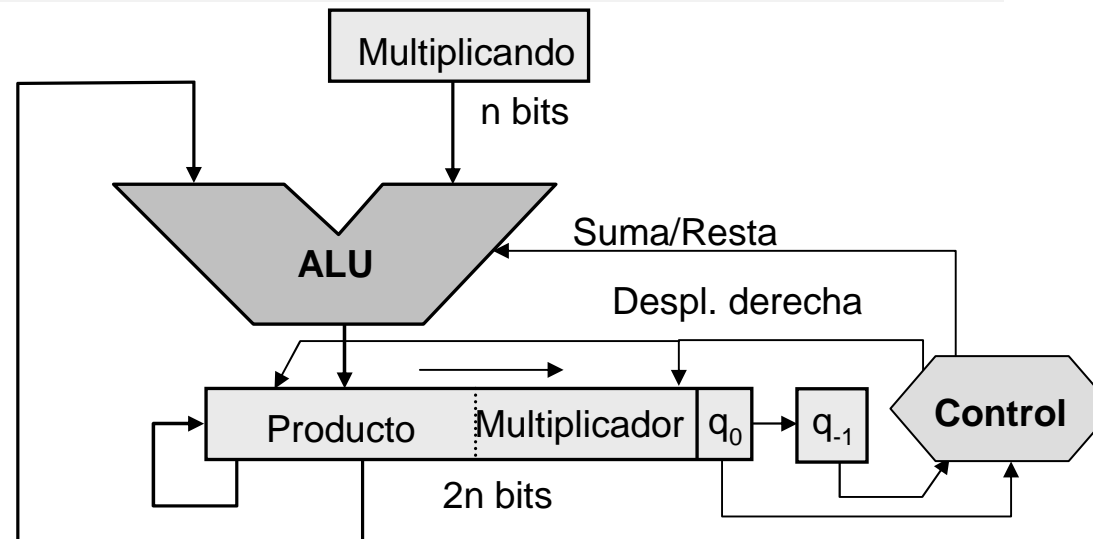 Multiplicando
n bits
Suma/Resta
ALU
Despl. derecha
Producto
Multiplicador
q₀
q₋₁
Control
2n bits